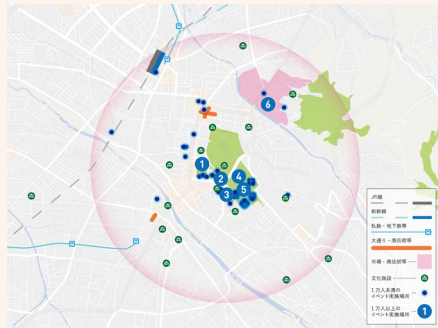 1
2
3
4
5
6
JR線
新幹線
私鉄・地下鉄等
大通り・商店街等
市場・商店街等
文化施設
1万人未満の
イベント実施場所
1万人以上の
イベント実施場所
1